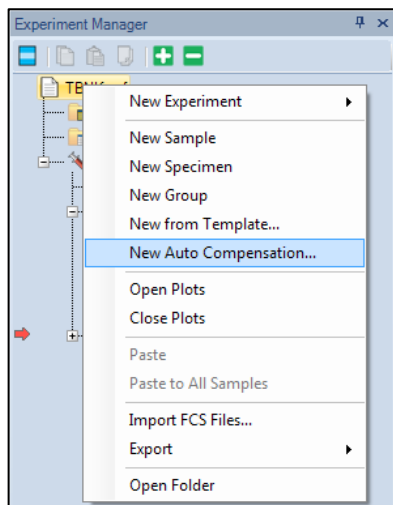 Experiment Manager
New Experiment
New Sample
New Specimen
New Group
New from Template...
New Auto Compensation...
Open Plots
Close Plots
Paste
Paste to All Samples
Import FCS Files...
Export
Open Folder